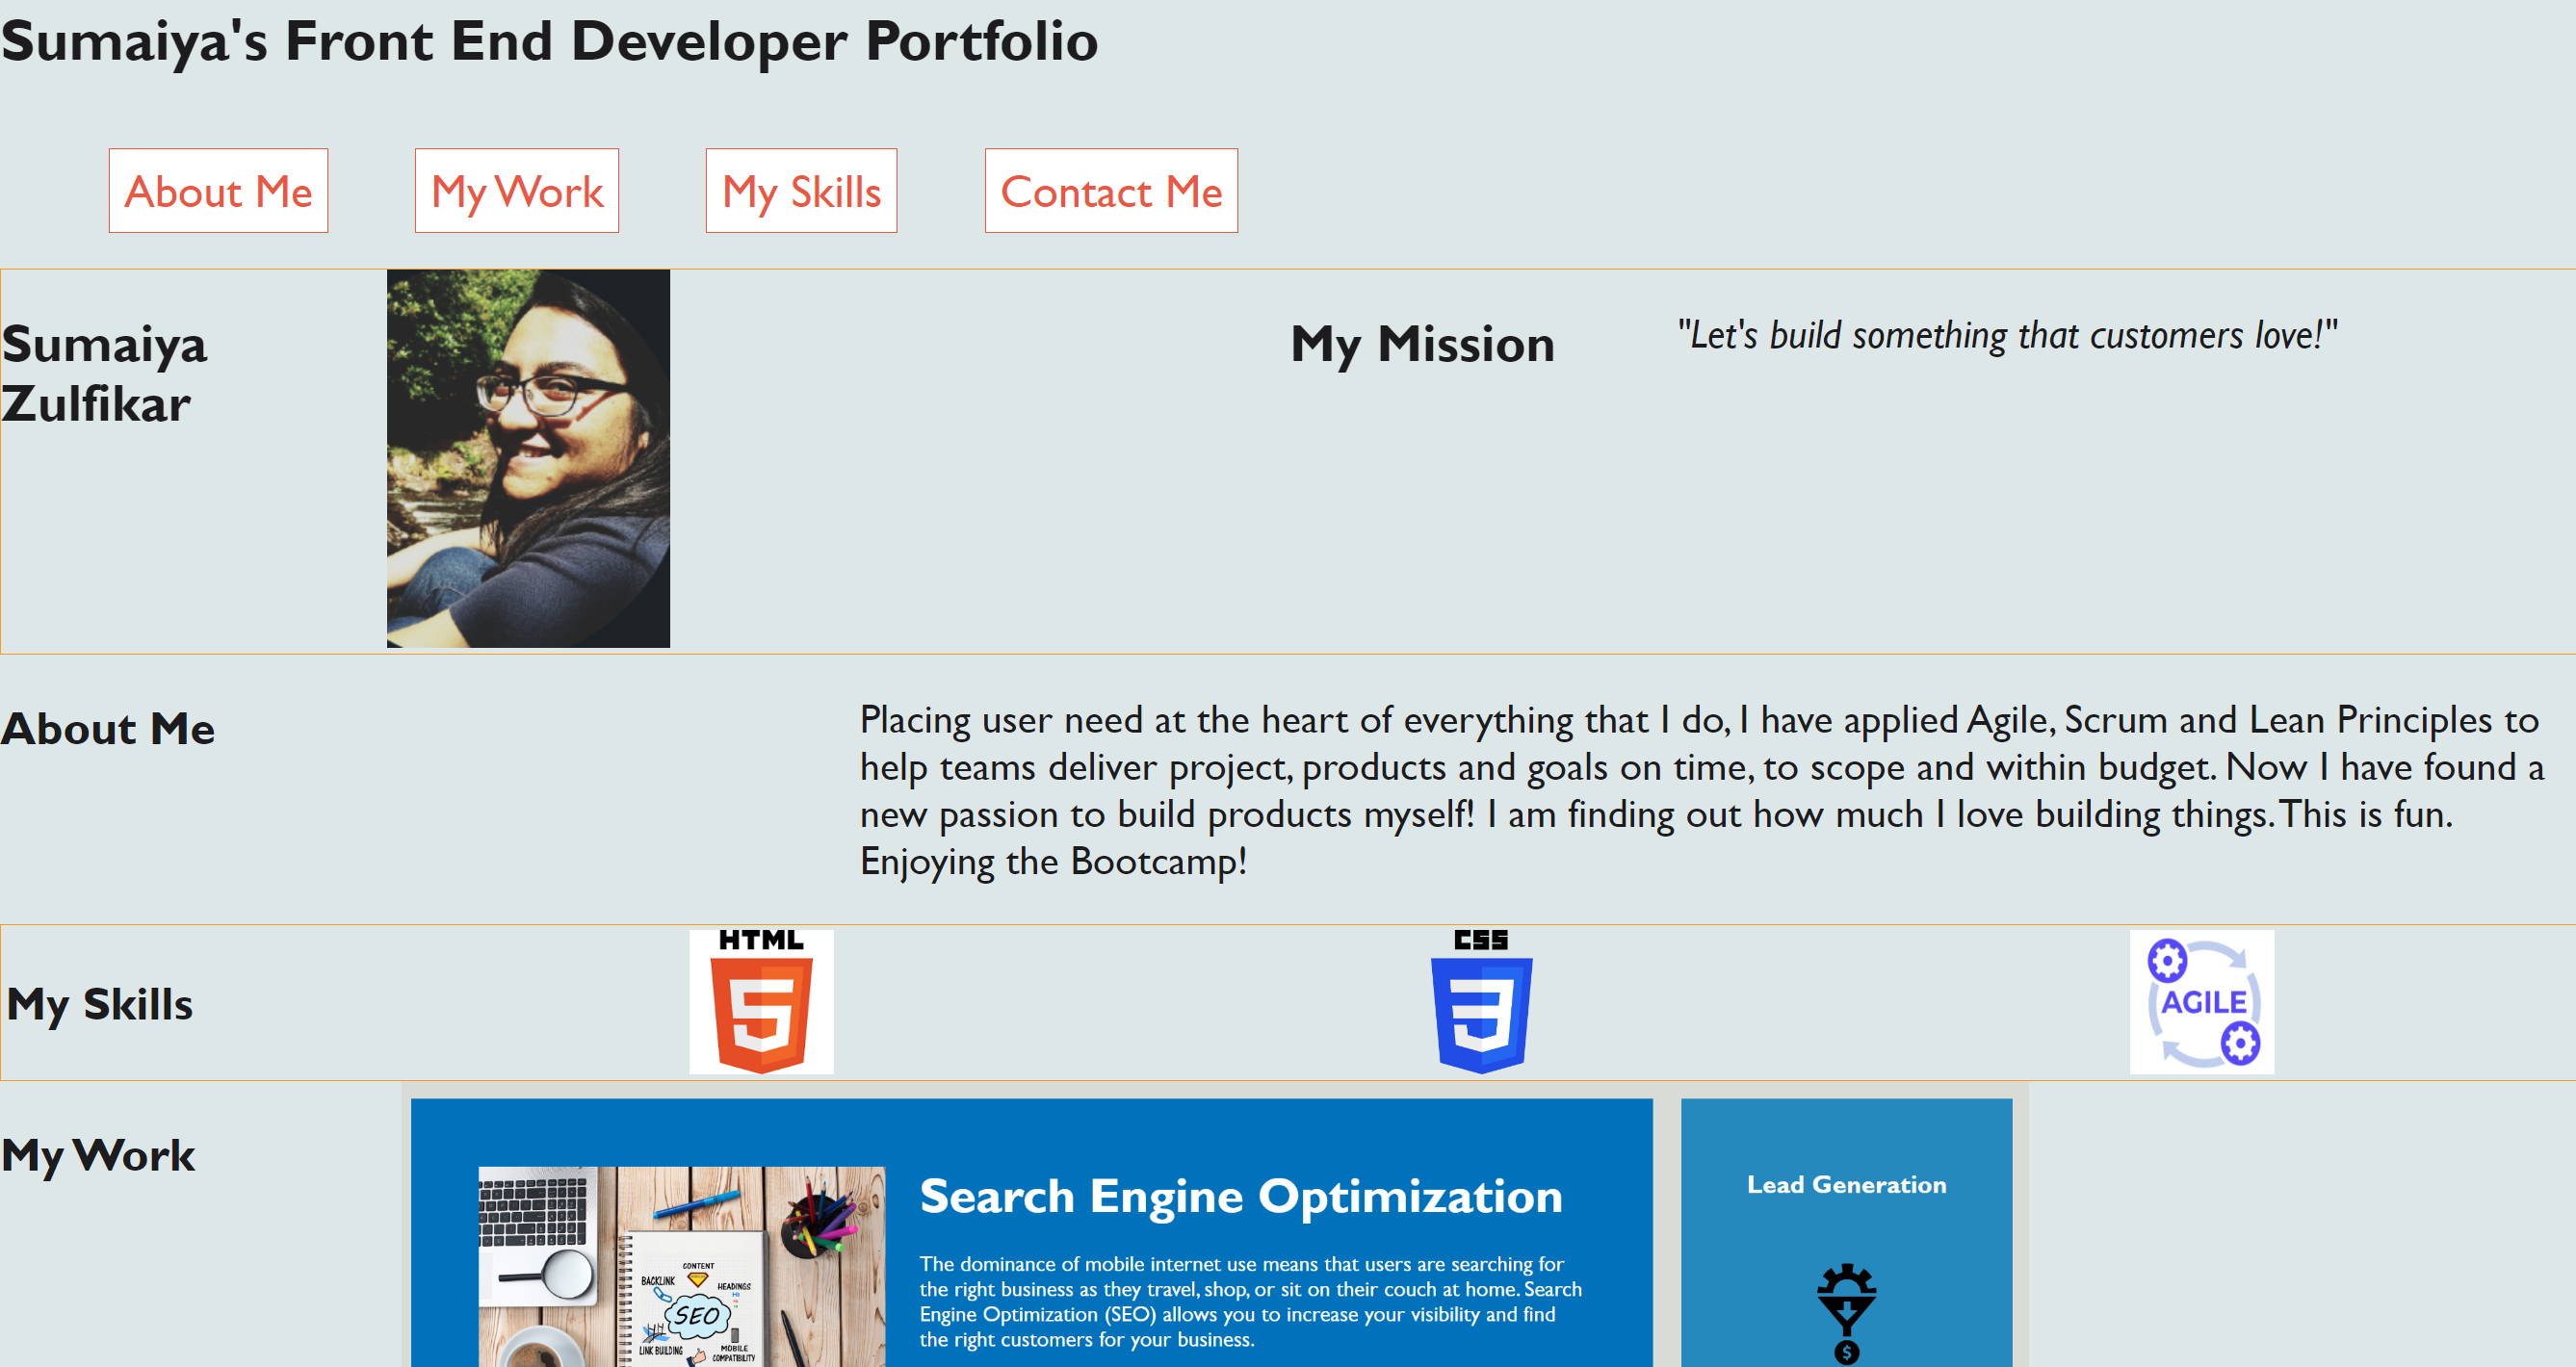 Sumaiya's Front End Developer Portfolio
About Me
My Work
My Skills
Contact Me
Sumaiya
Zulfikar
My Mission
"Let's build something that customers love!"
About Me
Placing user need at the heart of everything that I do, I have applied Agile, Scrum and Lean Principles to
help teams deliver project, products and goals on time, to scope and within budget. Now I have found a
new passion to build products myself! I am finding out how much I love building things. This is fun.
Enjoying the Bootcamp!
My Skills
HTML
5
CSS
3
AGILE
My Work
Search Engine Optimization
The dominance of mobile internet use means that users are searching for
the right business as they travel, shop, or sit on their couch at home. Search
Engine Optimization (SEO) allows you to increase your visibility and find
the right customers for your business.
CONTENT
BACKLINK
HEADINGS
H1
SEO
LINK BUILDING
MOBILE
COMPATIBILITY
Lead Generation
$